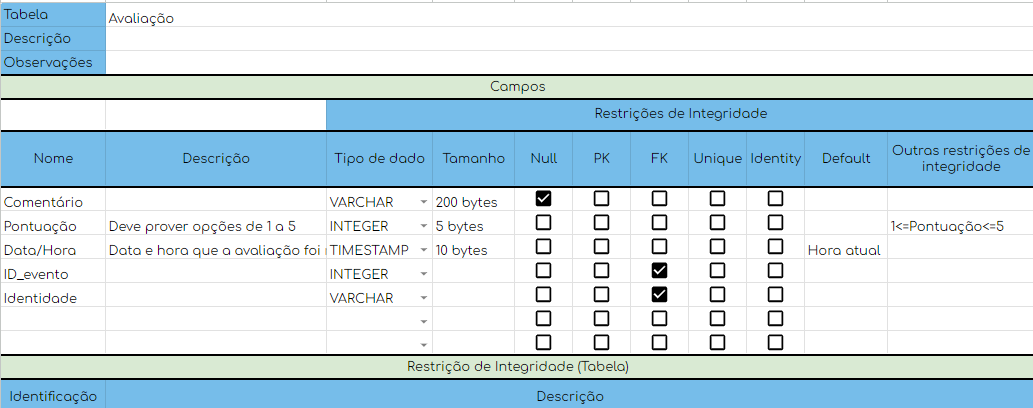 Tabela Avaliação
Descrição
Observações
Campos
Restrições de Integridade
Nome Descrição Tipo de dado Tamanho Null PK FK Unique Identity Default Outras restrições de integridade
Comentário VARCHAR 200 bytes
Pontuação Deve prover opções de 1 a 5 INTEGER 5 bytes 1<=Pontuação<=5
Data/Hora Data e hora que a avaliação foi TIMESTAMP 10 bytes Hora atual
ID_evento INTEGER
Identidade VARCHAR
Restrição de Integridade (Tabela)
Identificação Descrição